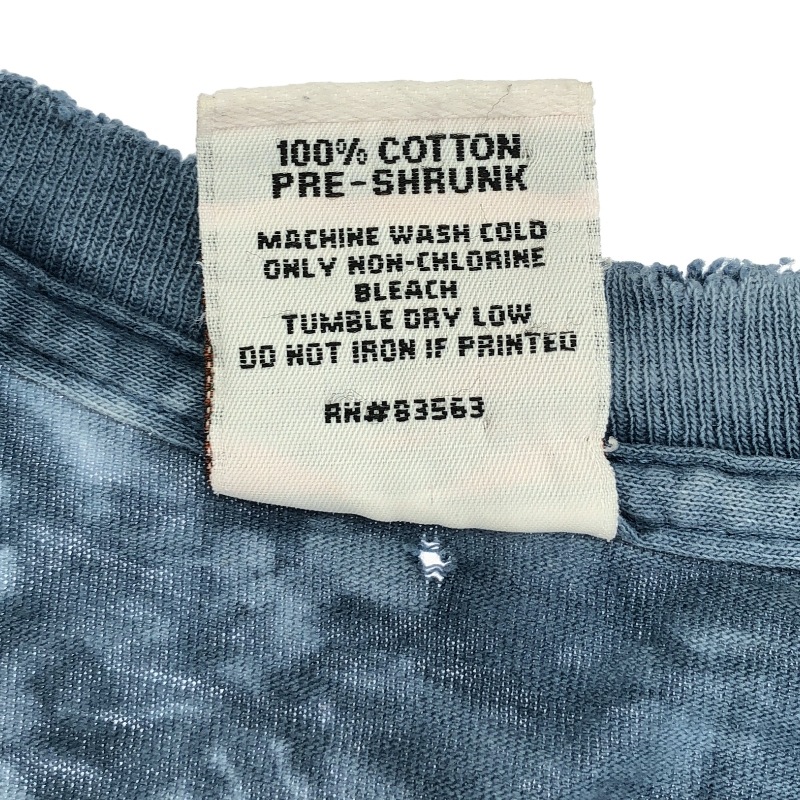 100% COTTON
PRE-SHRUNK
MACHINE WASH COLD
ONLY NON-CHLORINE
BLEACH
TUMBLE DRY LOW
DO NOT IRON IF PRINTED
RN#83563